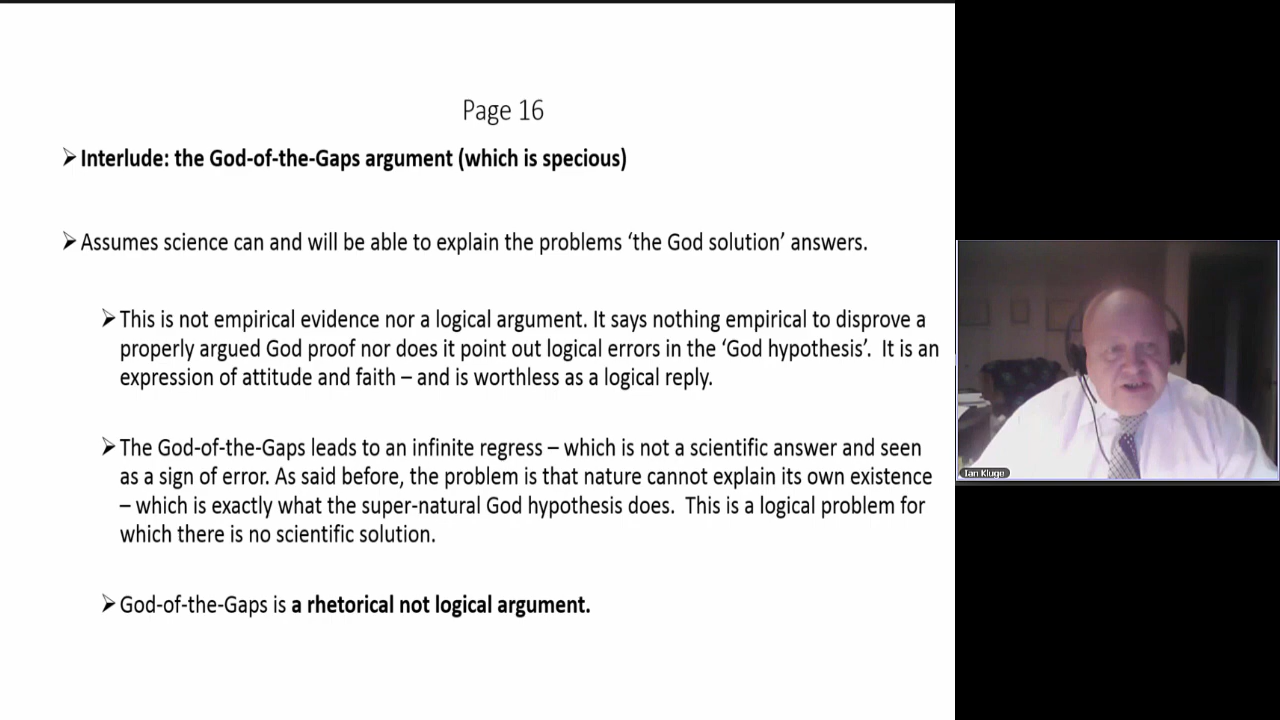 Page 16
➢Interlude: the God-of-the-Gaps argument (which is specious)
➢Assumes science can and will be able to explain the problems ‘the God solution’ answers.
➢This is not empirical evidence nor a logical argument. It says nothing empirical to disprove a
properly argued God proof nor does it point out logical errors in the ‘God hypothesis’.  It is an
expression of attitude and faith – and is worthless as a logical reply.
➢The God-of-the-Gaps leads to an infinite regress – which is not a scientific answer and seen
as a sign of error. As said before, the problem is that nature cannot explain its own existence
– which is exactly what the super-natural God hypothesis does.  This is a logical problem for
which there is no scientific solution.
➢God-of-the-Gaps is a rhetorical not logical argument.
Ian Kluge